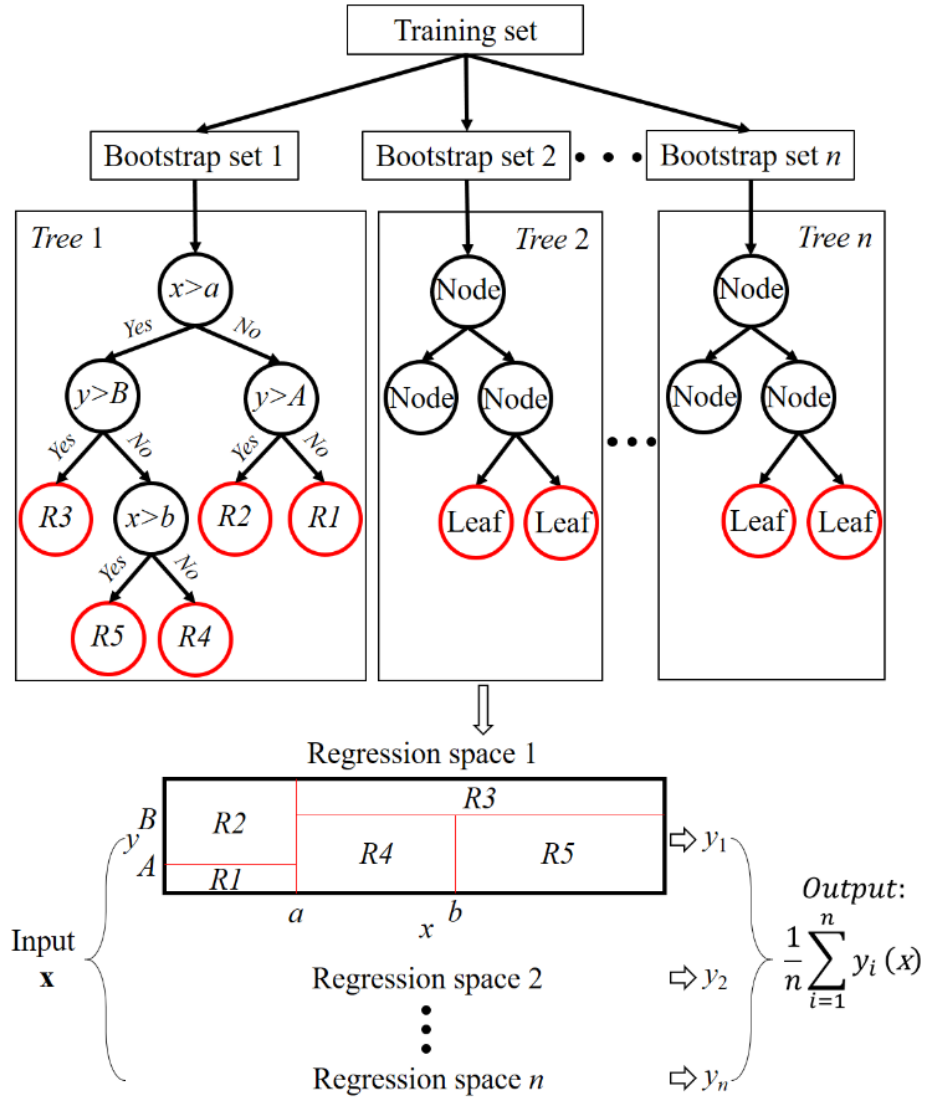 Training set
Bootstrap set 1
Bootstrap set 2
• • •
Bootstrap set n
Tree 1
Tree 2
Tree n
x>a
Node
Node
Yes
No
y>B
y>A
Node
Node
Node
Node
Yes
No
Yes
No
• • •
R3
x>b
R2
R1
Leaf
Leaf
Leaf
Leaf
Yes
No
R5
R4
Regression space 1
B
y
A
R2
R3
R1
R4
R5
y₁
a
x
b
Input
x
Output:
1/n ∑ᵢ₌₁ⁿ yᵢ (x)
Regression space 2
y₂
Regression space n
yₙ